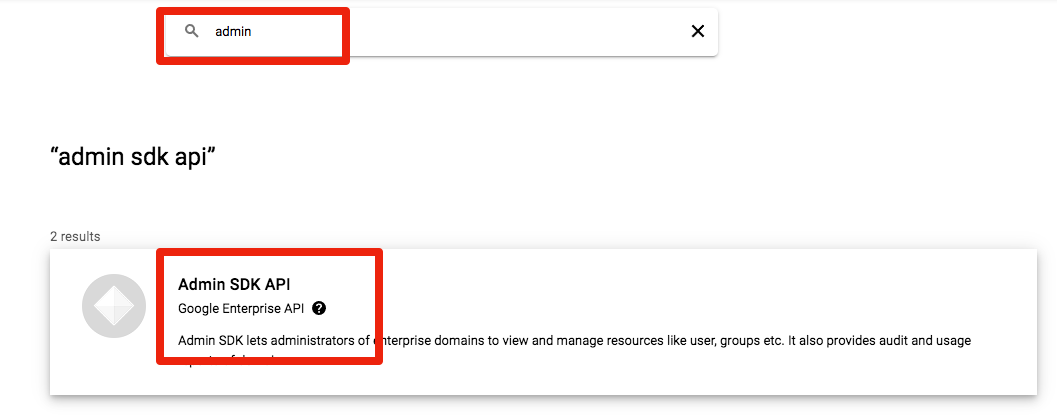 admin
“admin sdk api”
2 results
Admin SDK API
Google Enterprise API
Admin SDK lets administrators of enterprise domains to view and manage resources like user, groups etc. It also provides audit and usage